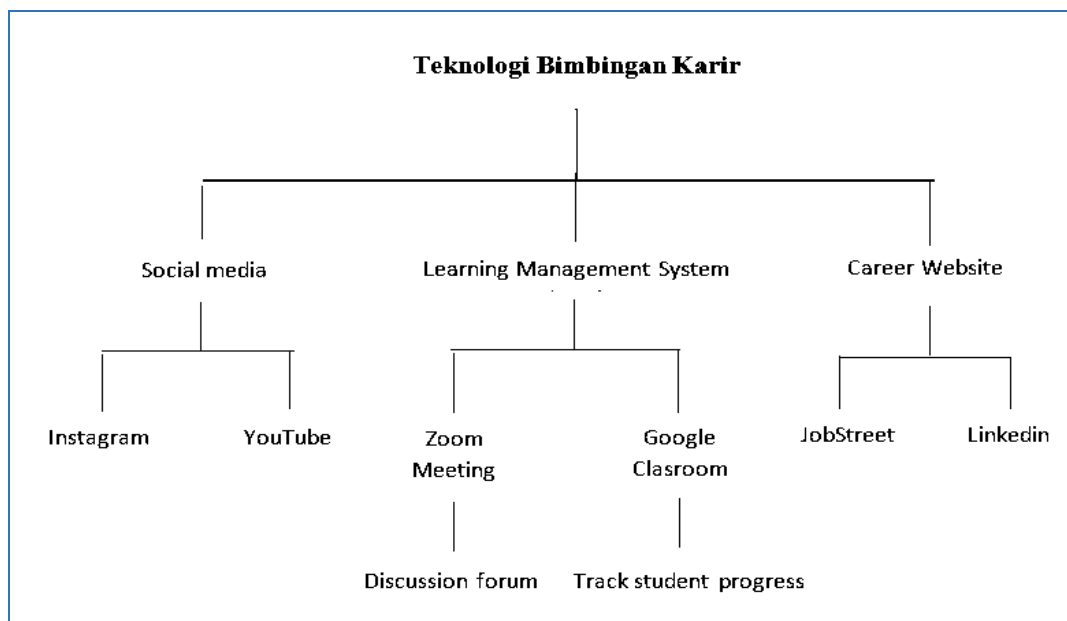 Teknologi Bimbingan Karir
Social media
Learning Management System
Career Website
Instagram
YouTube
Zoom
Meeting
Google
Clasroom
JobStreet
Linkedin
Discussion forum
Track student progress